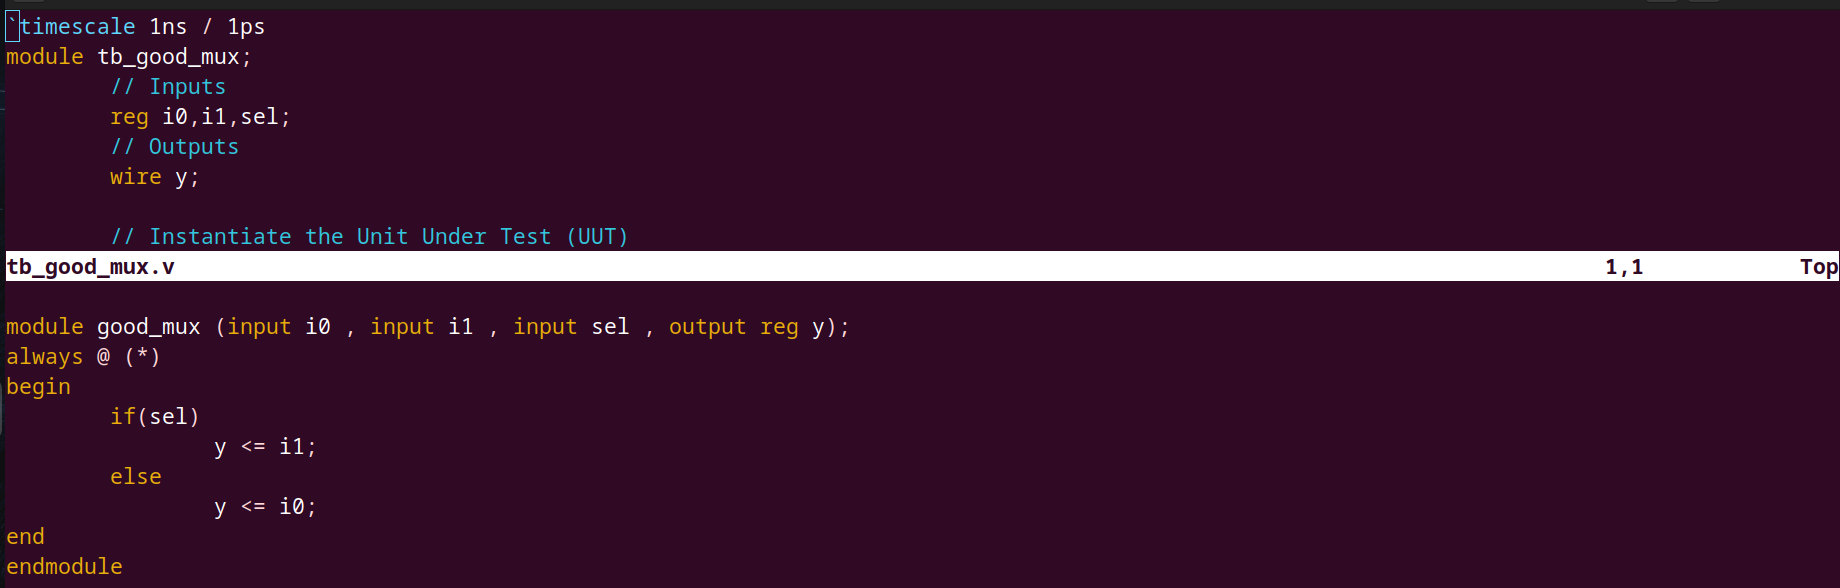 `timescale 1ns / 1ps
module tb_good_mux;
// Inputs
reg i0,i1,sel;
// Outputs
wire y;
// Instantiate the Unit Under Test (UUT)
tb_good_mux.v 1,1 Top
module good_mux (input i0 , input i1 , input sel , output reg y);
always @ (*)
begin
if(sel)
y <= i1;
else
y <= i0;
end
endmodule